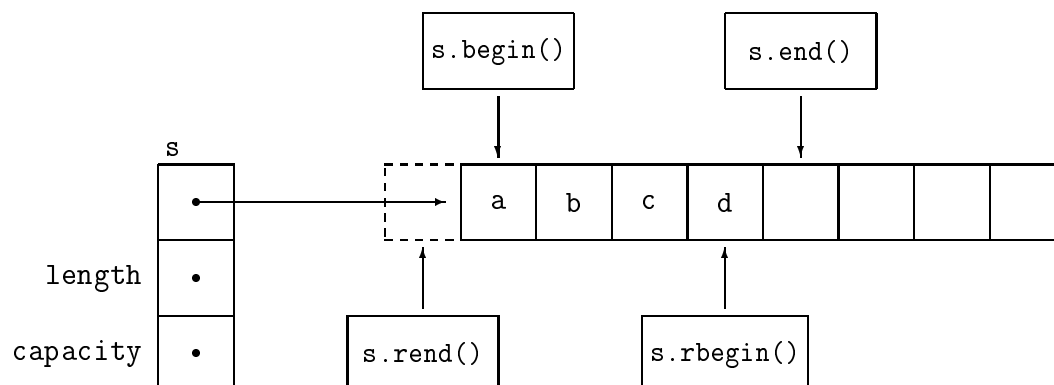 s.begin() s.end()
s
a b c d
length
capacity s.rend() s.rbegin()